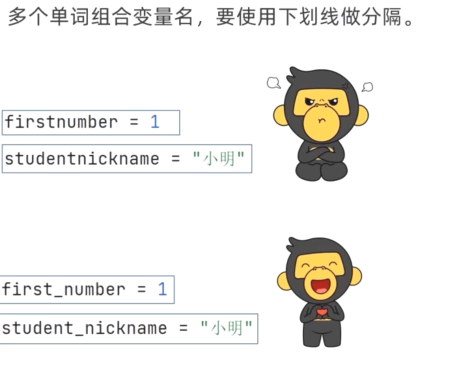 多个单词组合变量名，要使用下划线做分隔。
firstnumber = 1
studentnickname = "小明"
first_number = 1
student_nickname = "小明"